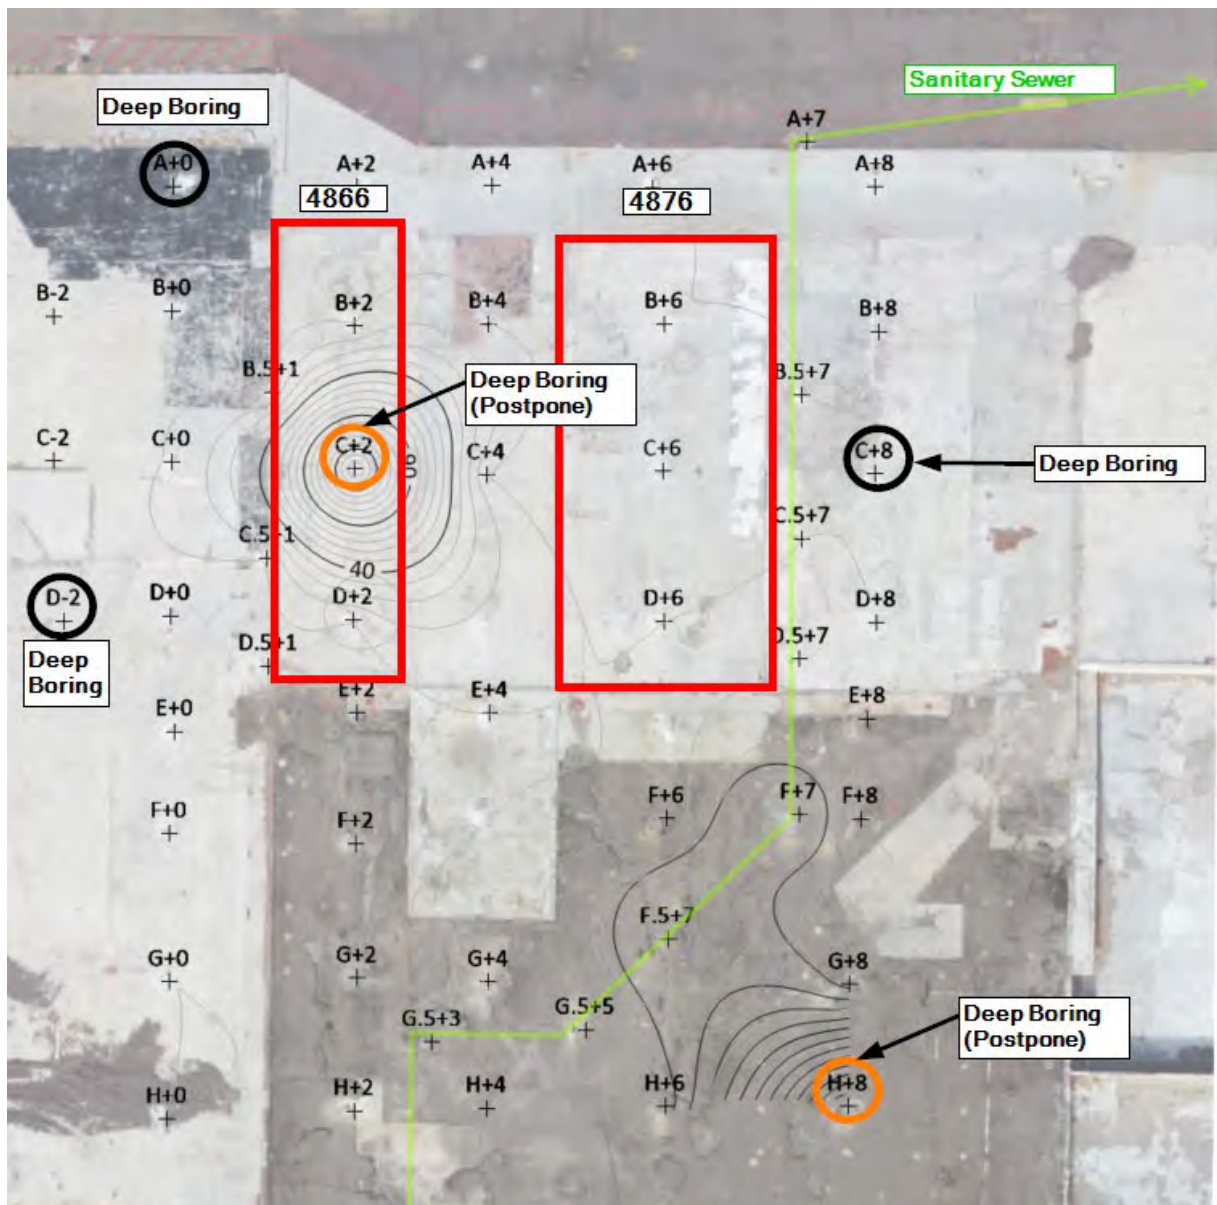 Sanitary Sewer
Deep Boring
A+7
A+0
A+2
A+4
A+6
A+8
4866
4876
B-2
B+0
B+2
B+4
B+6
B+8
B.5+1
Deep Boring
(Postpone)
B.5+7
C-2
C+0
C+2
C+4
C+6
C+8
Deep Boring
C.5+1
C.5+7
40
D-2
D+0
D+2
D+6
D+8
Deep
Boring
D.5+1
D.5+7
E+0
E+2
E+4
E+8
F+0
F+2
F+6
F+7
F+8
F.5+7
G+0
G+2
G+4
G+8
G.5+3
G.5+5
Deep Boring
(Postpone)
H+0
H+2
H+4
H+6
H+8